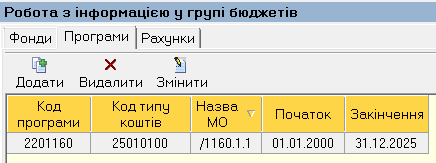 Робота з інформацією у групі бюджетів
Фонди Програми Рахунки
Додати Видалити Змінити
Код програми Код типу коштів Назва МО Початок Закінчення
2201160 25010100 /1160.1.1 01.01.2000 31.12.2025